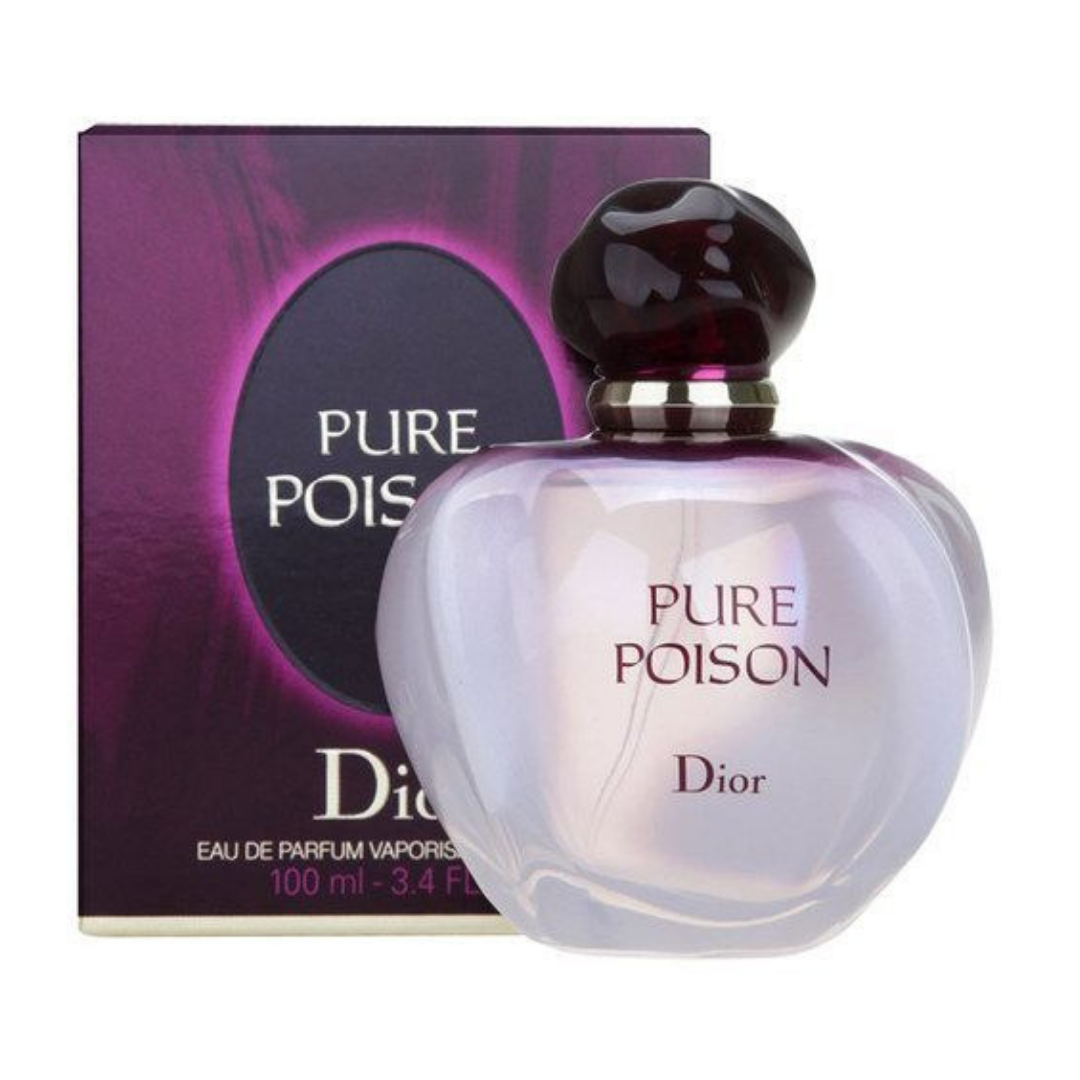 PURE
POIS
Dio
EAU DE PARFUM VAPORIS
100 ml - 3.4 FL
PURE
POISON
Dior